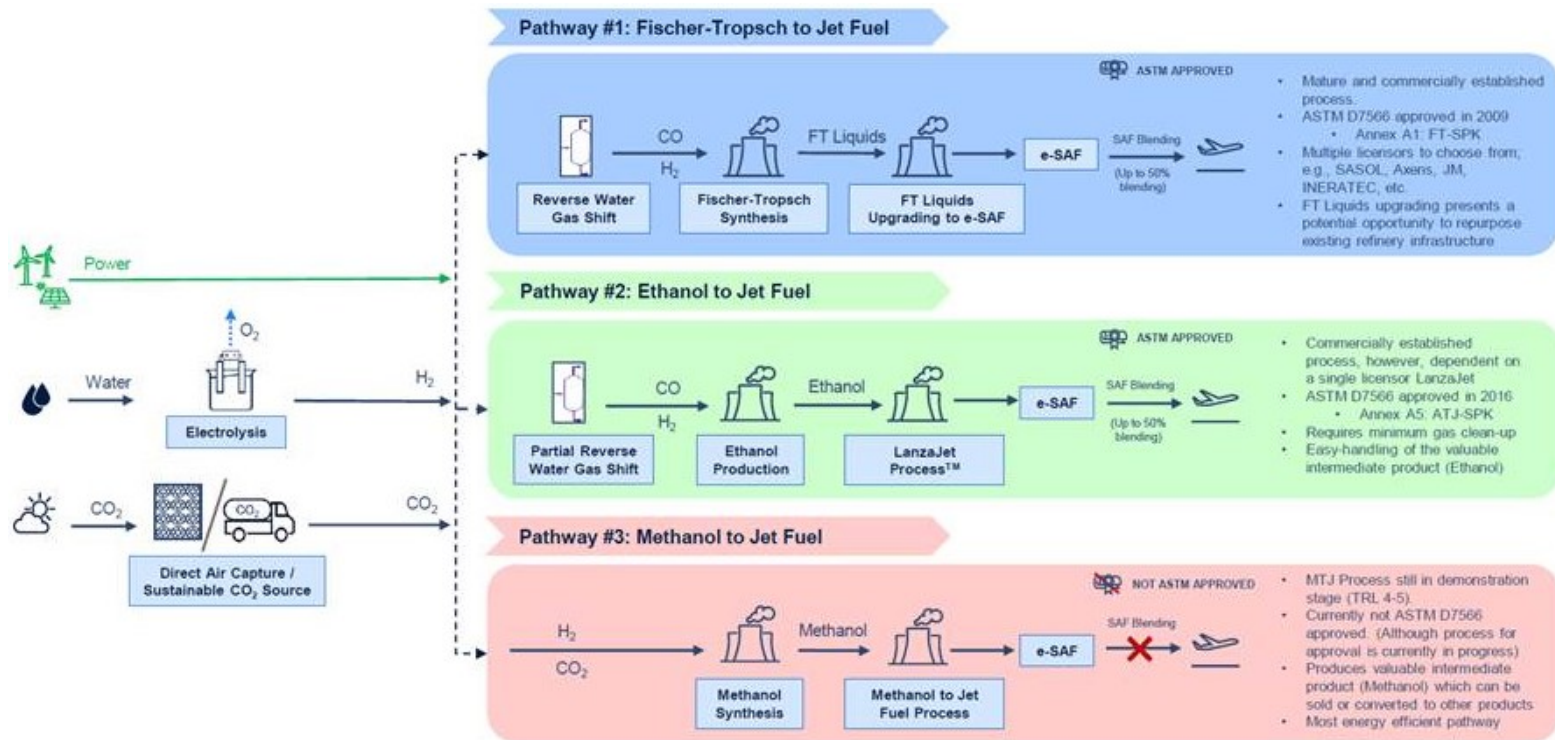 Pathway #1: Fischer-Tropsch to Jet Fuel
ASTM APPROVED
CO
H2
FT Liquids
e-SAF
SAF Blending
(Up to 50%
blending)
Reverse Water
Gas Shift
Fischer-Tropsch
Synthesis
FT Liquids
Upgrading to e-SAF
• Mature and commercially established
process.
• ASTM D7566 approved in 2009
• Annex A1: FT-SPK
• Multiple licensors to choose from;
e.g., SASOL, Axens, JM,
INERATEC, etc.
• FT Liquids upgrading presents a
potential opportunity to repurpose
existing refinery infrastructure
Power
O2
Water
H2
Electrolysis
CO2
CO2
CO2
Direct Air Capture /
Sustainable CO2 Source
Pathway #2: Ethanol to Jet Fuel
ASTM APPROVED
CO
H2
Ethanol
e-SAF
SAF Blending
(Up to 50%
blending)
Partial Reverse
Water Gas Shift
Ethanol
Production
LanzaJet
Process™
• Commercially established
process, however, dependent on
a single licensor LanzaJet
• ASTM D7566 approved in 2016
• Annex A5: ATJ-SPK
• Requires minimum gas clean-up
• Easy-handling of the valuable
intermediate product (Ethanol)
Pathway #3: Methanol to Jet Fuel
NOT ASTM APPROVED
H2
CO2
Methanol
e-SAF
SAF Blending
Methanol
Synthesis
Methanol to Jet
Fuel Process
• MTJ Process still in demonstration
stage (TRL 4-5).
• Currently not ASTM D7566
approved. (Although process for
approval is currently in progress)
• Produces valuable intermediate
product (Methanol) which can be
sold or converted to other products
• Most energy efficient pathway